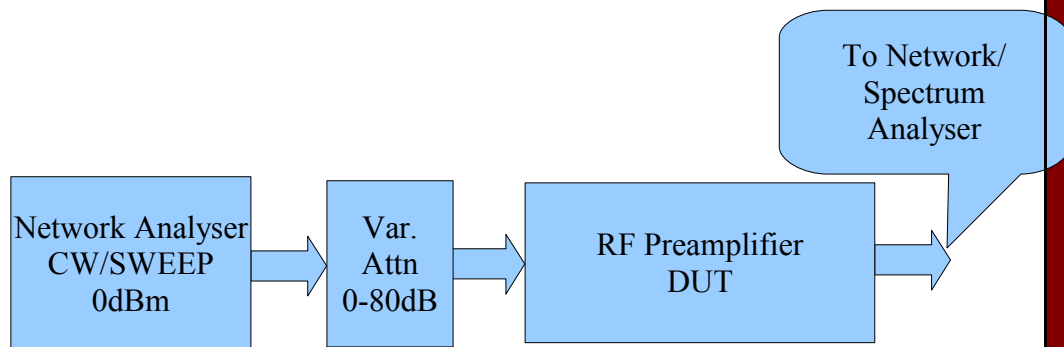 To Network/
Spectrum
Analyser
Network Analyser
CW/SWEEP
0dBm
Var.
Attn
0-80dB
RF Preamplifier
DUT